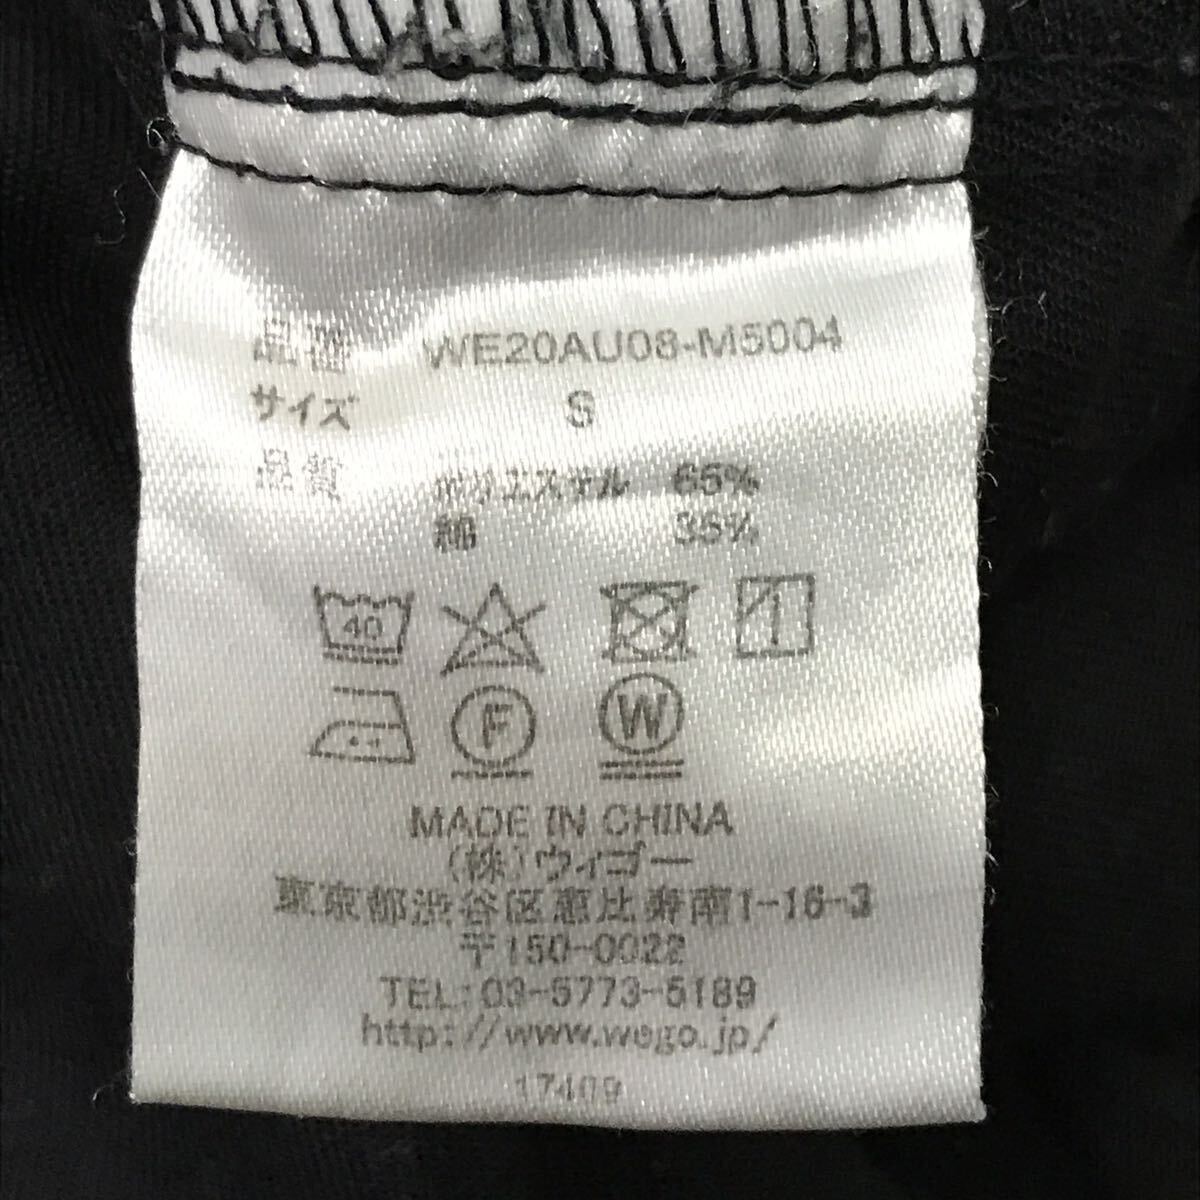 品番 WE20AU08-M5004
サイズ S
品質 ポリエステル 65%
綿 35%
40
F W
MADE IN CHINA
(株)ウィゴー
東京都渋谷区恵比寿南1-16-3
〒150-0022
TEL:03-5773-5189
http://www.wego.jp/
17409